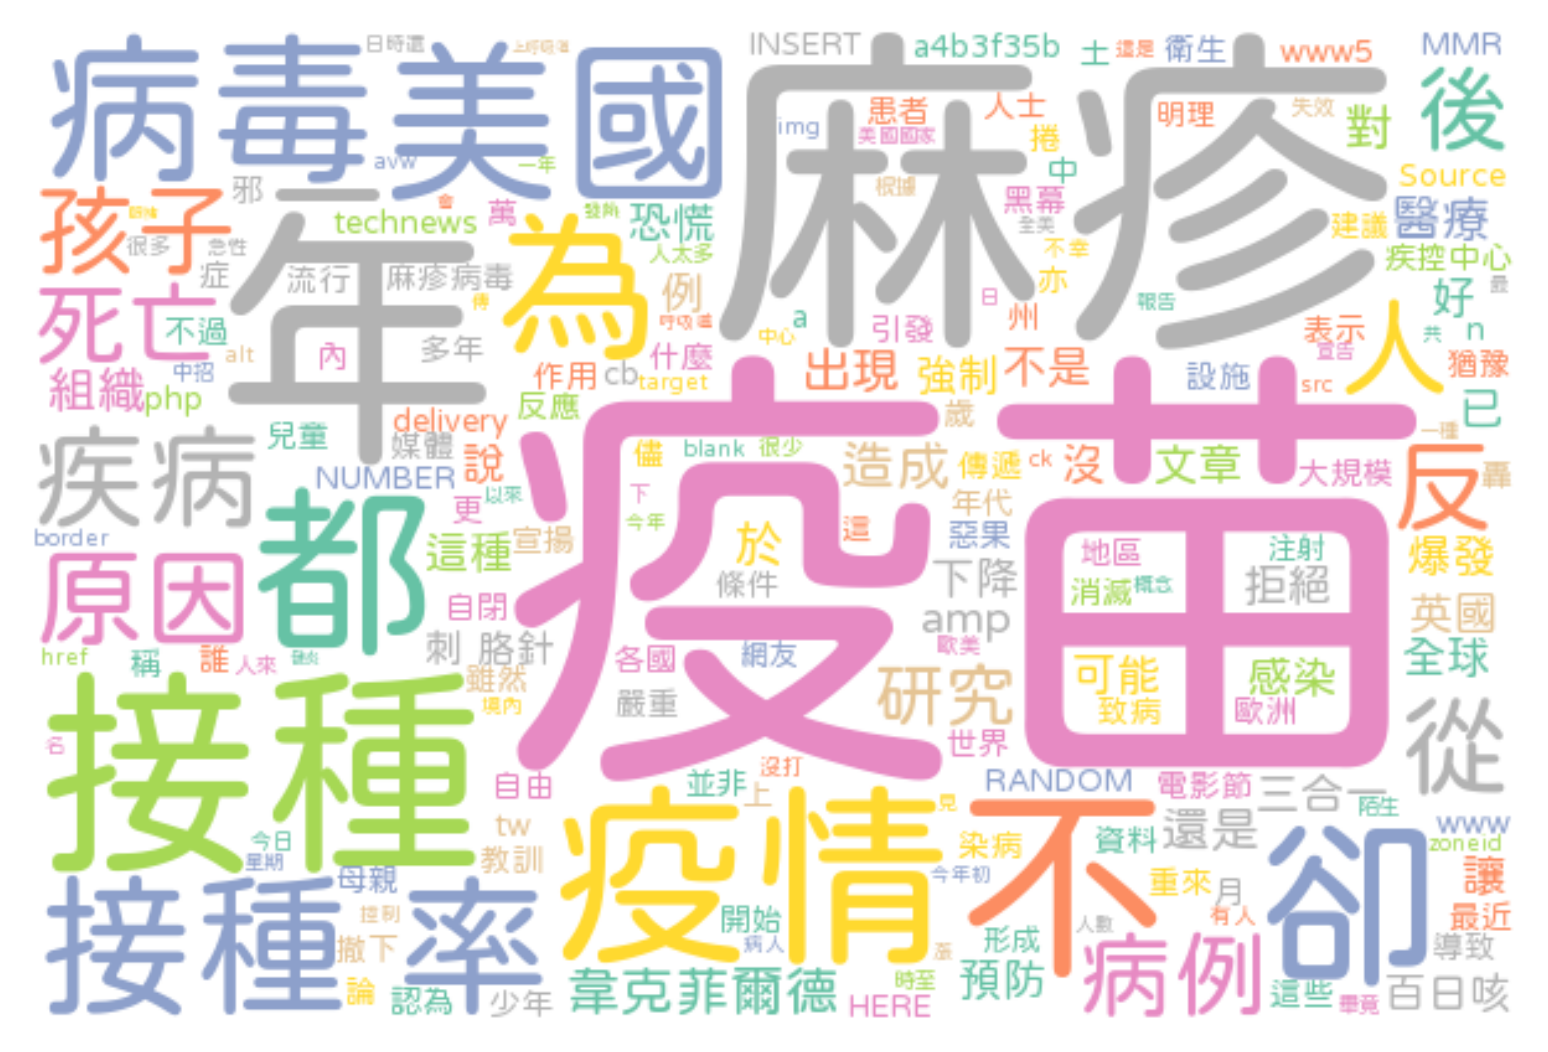 病毒
日時還
美國
INSERT
a4b3f35b
土
這是
衛生
www5
MMR
麻疹
後
患者
人士
明理
失效
對
img
美國國家
捲
avw
一年
中
Source
孩子
邪
年
根據
黑幕
醫療
technews
會
萬
為
發燒
恐慌
全美
建議
很多
急性
人太多
不幸
疾控中心
症
流行
麻疹病毒
例
亦
好
最
死亡
傳
日
報告
不過
呼吸道
a
引發
州
表示
n
共
alt
內
多年
什麼
中心
宣告
人
猶豫
中招
作用
cb
target
出現
強制
不是
設施
src
組織
php
反應
疫苗
已
delivery
歲
一種
疾病
兒童
媒體
說
儘
blank
很少
造成
傳遞
ck
沒
文章
大規模
反
轟
NUMBER
下
都
更
以來
今年
年代
border
這種
宣揚
於
這
惡果
地區
注射
爆發
原因
條件
下降
消滅
概念
拒絕
自閉
amp
英國
刺
胳針
歐美
href
稱
誰
人來
各國
網友
可能
感染
全球
雖然
研究
接種
境內
嚴重
致病
歐洲
從
名
世界
沒打
自由
並非
上
RANDOM
電影節
三合一
陌生
疫情
見
不
tw
今日
染病
資料
還是
卻
www
zoneid
星期
教訓
母親
今年初
重來
月
讓
接種率
控制
開始
有人
最近
撤下
病人
人數
形成
病例
導致
論
認為
少年
韋克菲爾德
時至
HERE
預防
這些
畢竟
百日咳